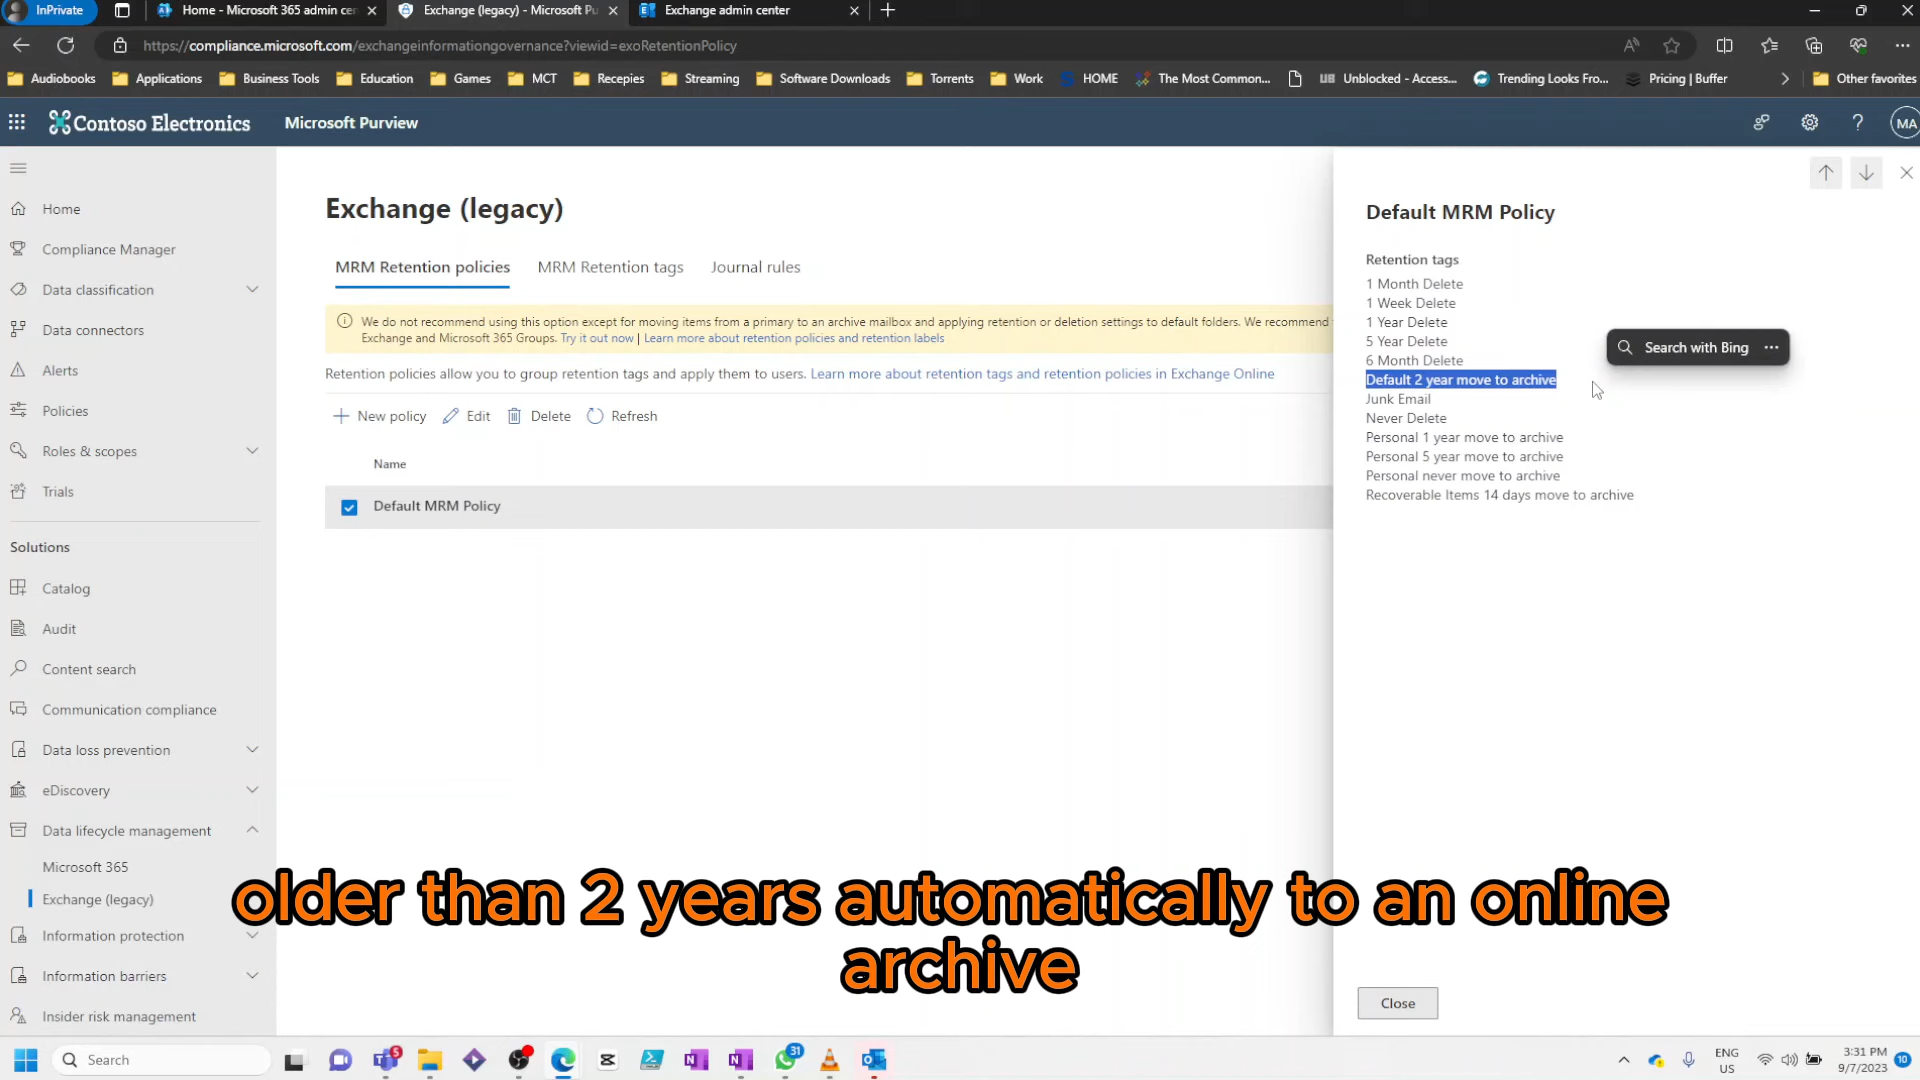 InPrivate
Home - Microsoft 365 admin cen
Exchange (legacy) - Microsoft Pu
Exchange admin center
https://compliance.microsoft.com/exchangeinformationgovernance?viewid=exoRetentionPolicy
Audiobooks
Applications
Business Tools
Education
Games
MCT
Recepies
Streaming
Software Downloads
Torrents
Work
HOME
The Most Common...
UB Unblocked - Access...
Trending Looks Fro...
Pricing | Buffer
Other favorites
Contoso Electronics
Microsoft Purview
MA
Home
Compliance Manager
Data classification
Data connectors
Alerts
Policies
Roles & scopes
Trials
Solutions
Catalog
Audit
Content search
Communication compliance
Data loss prevention
eDiscovery
Data lifecycle management
Microsoft 365
Exchange (legacy)
Information protection
Information barriers
Insider risk management
Exchange (legacy)
MRM Retention policies
MRM Retention tags
Journal rules
We do not recommend using this option except for moving items from a primary to an archive mailbox and applying retention or deletion settings to default folders. We recommend
Exchange and Microsoft 365 Groups. Try it out now | Learn more about retention policies and retention labels
Retention policies allow you to group retention tags and apply them to users. Learn more about retention tags and retention policies in Exchange Online
New policy
Edit
Delete
Refresh
Name
Default MRM Policy
Default MRM Policy
Retention tags
1 Month Delete
1 Week Delete
1 Year Delete
5 Year Delete
6 Month Delete
Default 2 year move to archive
Junk Email
Never Delete
Personal 1 year move to archive
Personal 5 year move to archive
Personal never move to archive
Recoverable Items 14 days move to archive
Search with Bing
Close
older than 2 years automatically to an online
archive
Search
5
31
ENG
US
3:31 PM
9/7/2023
10